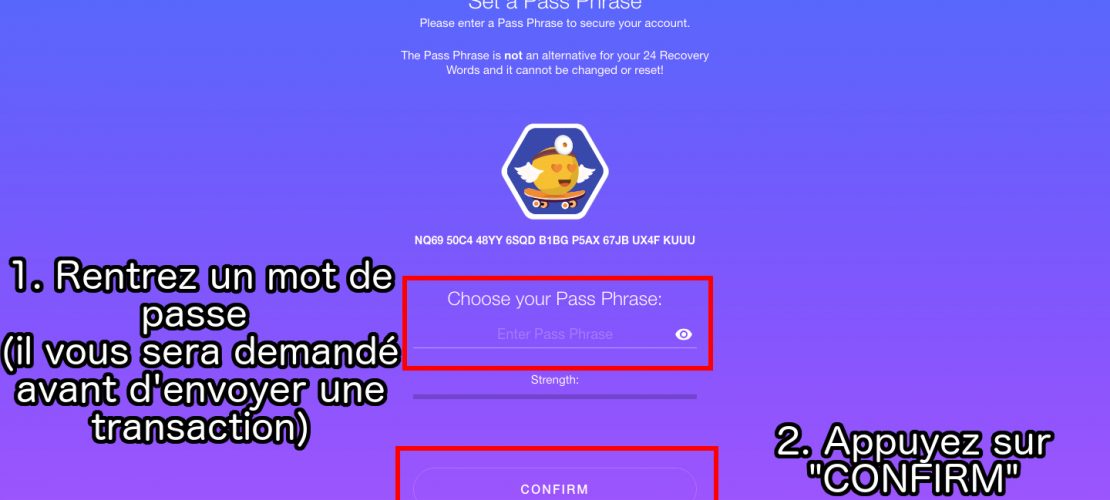 Set a Pass Phrase
Please enter a Pass Phrase to secure your account.
The Pass Phrase is not an alternative for your 24 Recovery
Words and it cannot be changed or reset!
NQ69 50C4 48YY 6SQD B1BG P5AX 67JB UX4F KUUU
1. Rentrez un mot de
passe
(il vous sera demandé
avant d'envoyer une
transaction)
Choose your Pass Phrase:
Enter Pass Phrase
Strength:
CONFIRM
2. Appuyez sur
"CONFIRM"